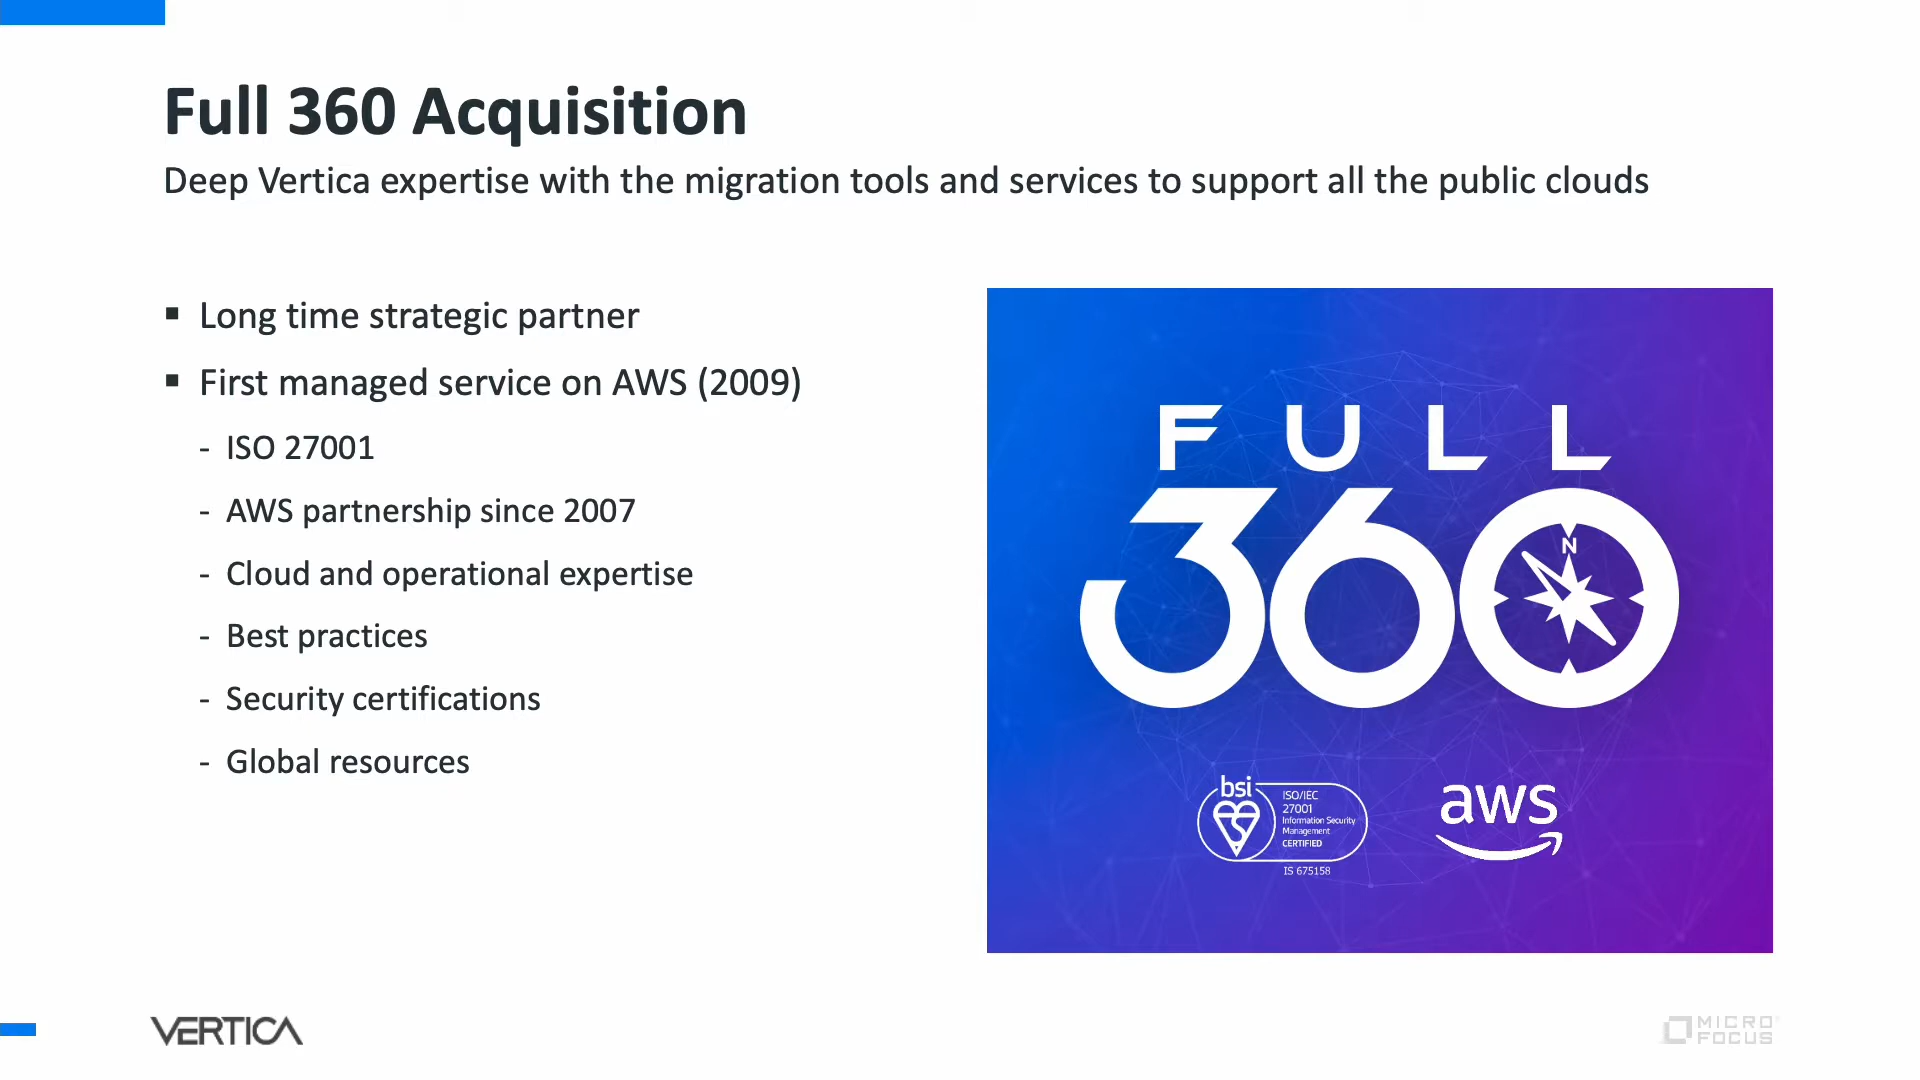 Full 360 Acquisition
Deep Vertica expertise with the migration tools and services to support all the public clouds
▪ Long time strategic partner
▪ First managed service on AWS (2009)
- ISO 27001
- AWS partnership since 2007
- Cloud and operational expertise
- Best practices
- Security certifications
- Global resources
FULL
360
N
bsi
ISO/IEC
27001
Information Security
Management
CERTIFIED
IS 675158
aws
VERTICA
MICRO
FOCUS